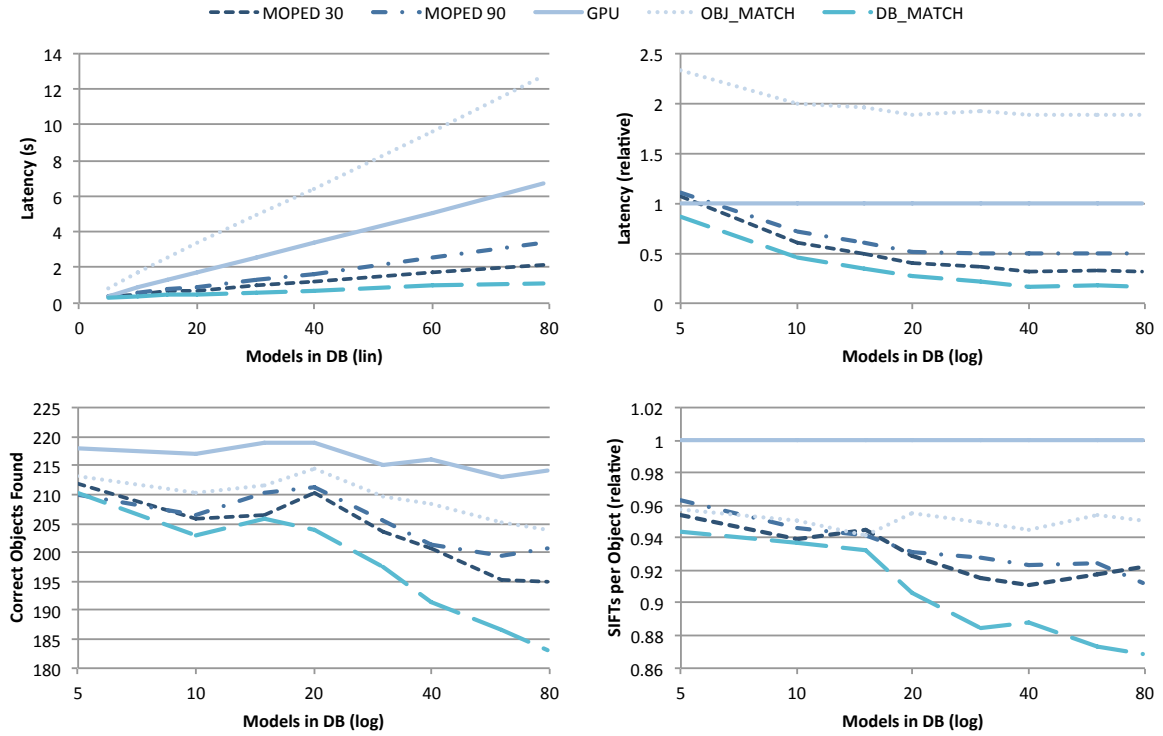 MOPED 30 MOPED 90 GPU OBJ_MATCH DB_MATCH
14
12
10
8
6
4
2
0
Latency (s)
0 20 40 60 80
Models in DB (lin)
2.5
2
1.5
1
0.5
0
Latency (relative)
5 10 20 40 80
Models in DB (log)
225
220
215
210
205
200
195
190
185
180
Correct Objects Found
5 10 20 40 80
Models in DB (log)
1.02
1
0.98
0.96
0.94
0.92
0.9
0.88
0.86
SIFTs per Object (relative)
5 10 20 40 80
Models in DB (log)